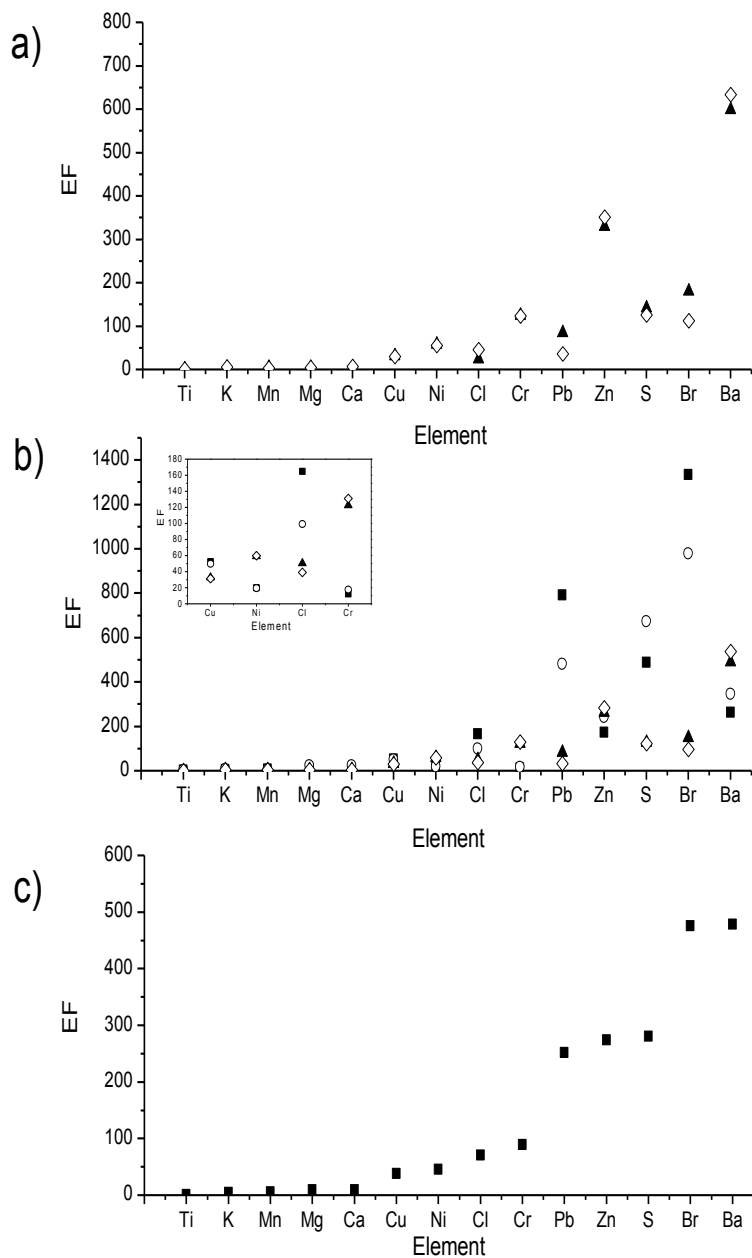 a)
800
700
600
500
400
300
200
100
0
EF
Ti K Mn Mg Ca Cu Ni Cl Cr Pb Zn S Br Ba
Element
b)
1400
1200
1000
800
600
400
200
0
EF
180
160
140
120
100
80
60
40
20
0
EF
Cu Ni Cl Cr
Element
Ti K Mn Mg Ca Cu Ni Cl Cr Pb Zn S Br Ba
Element
c)
600
500
400
300
200
100
0
EF
Ti K Mn Mg Ca Cu Ni Cl Cr Pb Zn S Br Ba
Element